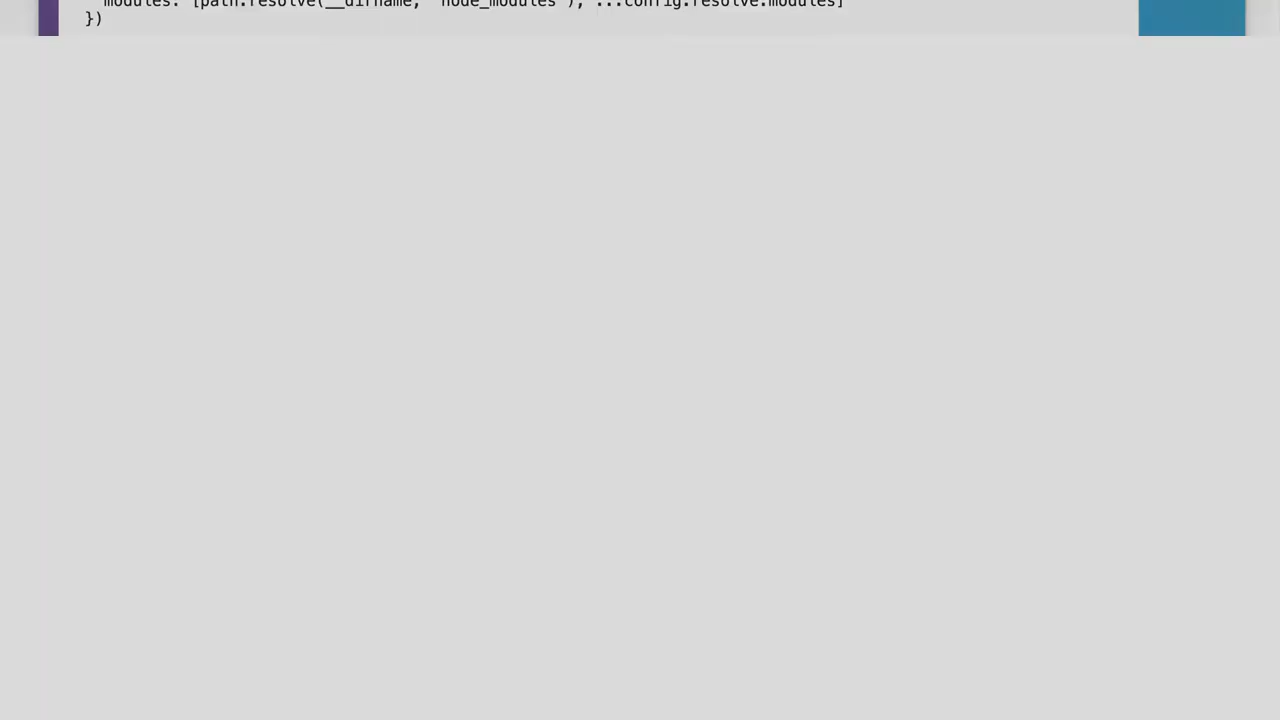 modules: [path.resolve(__dirname, 'node_modules'), ...config.resolve.modules]
})